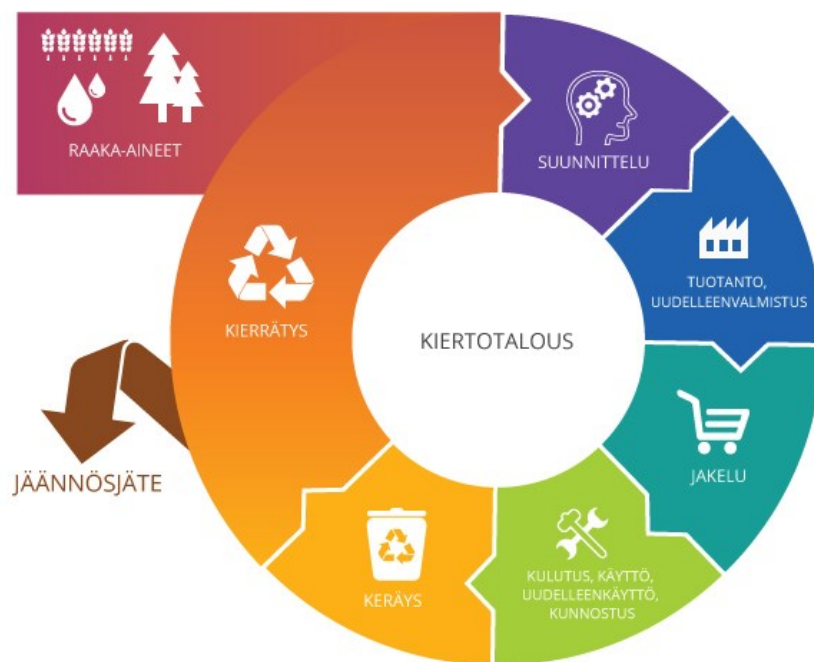 RAAKA-AINEET
SUUNNITTELU
TUOTANTO,
UUDELLEENVALMISTUS
JAKELU
KULUTUS, KÄYTTÖ,
UUDELLEENKÄYTTÖ,
KUNNOSTUS
KERÄYS
KIERRÄTYS
JÄÄNNÖSJÄTE
KIERTOTALOUS